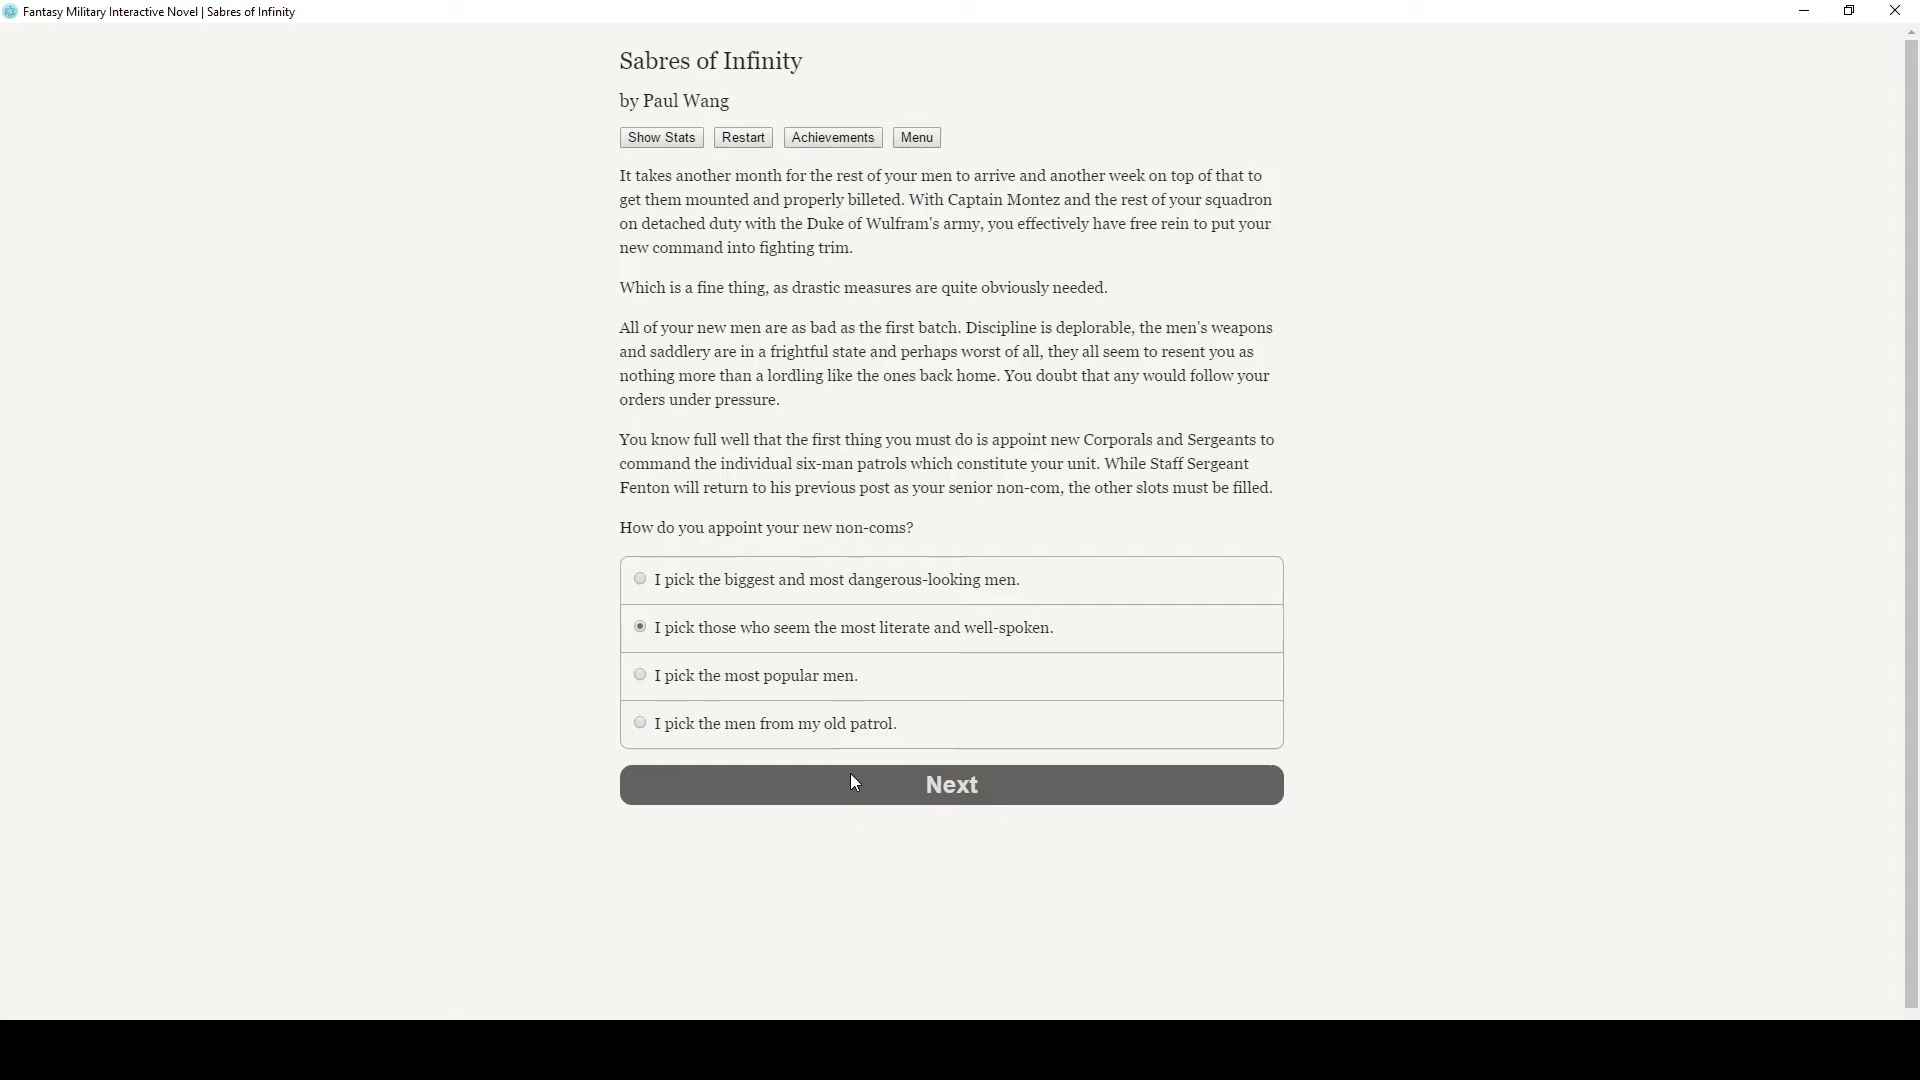 Fantasy Military Interactive Novel | Sabres of Infinity
Sabres of Infinity
by Paul Wang
Show Stats Restart Achievements Menu
It takes another month for the rest of your men to arrive and another week on top of that to
get them mounted and properly billeted. With Captain Montez and the rest of your squadron
on detached duty with the Duke of Wulfram's army, you effectively have free rein to put your
new command into fighting trim.
Which is a fine thing, as drastic measures are quite obviously needed.
All of your new men are as bad as the first batch. Discipline is deplorable, the men's weapons
and saddlery are in a frightful state and perhaps worst of all, they all seem to resent you as
nothing more than a lordling like the ones back home. You doubt that any would follow your
orders under pressure.
You know full well that the first thing you must do is appoint new Corporals and Sergeants to
command the individual six-man patrols which constitute your unit. While Staff Sergeant
Fenton will return to his previous post as your senior non-com, the other slots must be filled.
How do you appoint your new non-coms?
I pick the biggest and most dangerous-looking men.
I pick those who seem the most literate and well-spoken.
I pick the most popular men.
I pick the men from my old patrol.
Next